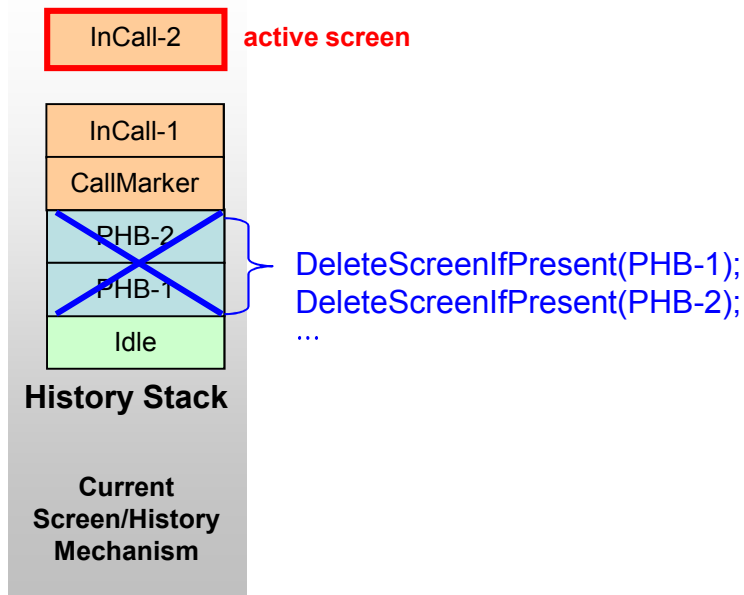 InCall-2
active screen
InCall-1
CallMarker
PHB-2
PHB-1
DeleteScreenIfPresent(PHB-1);
DeleteScreenIfPresent(PHB-2);
...
Idle
History Stack
Current
Screen/History
Mechanism